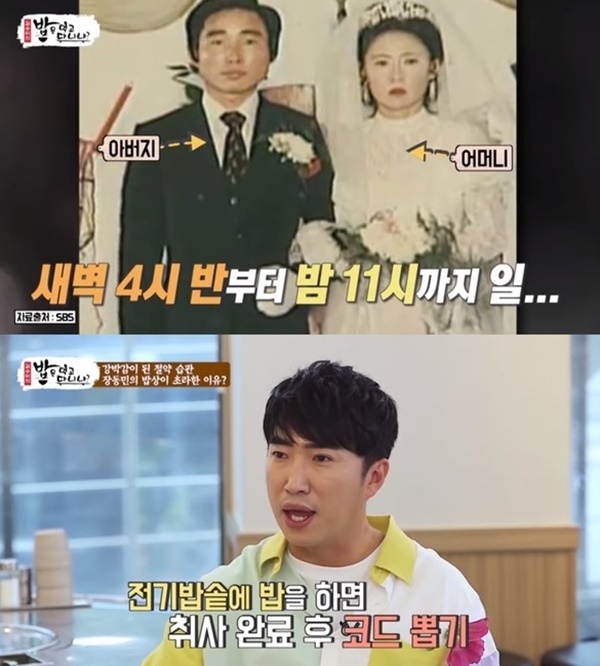 밥은 먹고 다니냐?
아버지
어머니
새벽 4시 반부터 밤 11시까지 일...
자료출처 : SBS
밥은 먹고 다니냐?
강박감이 된 절약 습관
장동민의 밥상이 초라한 이유?
전기밥솥에 밥을 하면
취사 완료 후 코드 뽑기